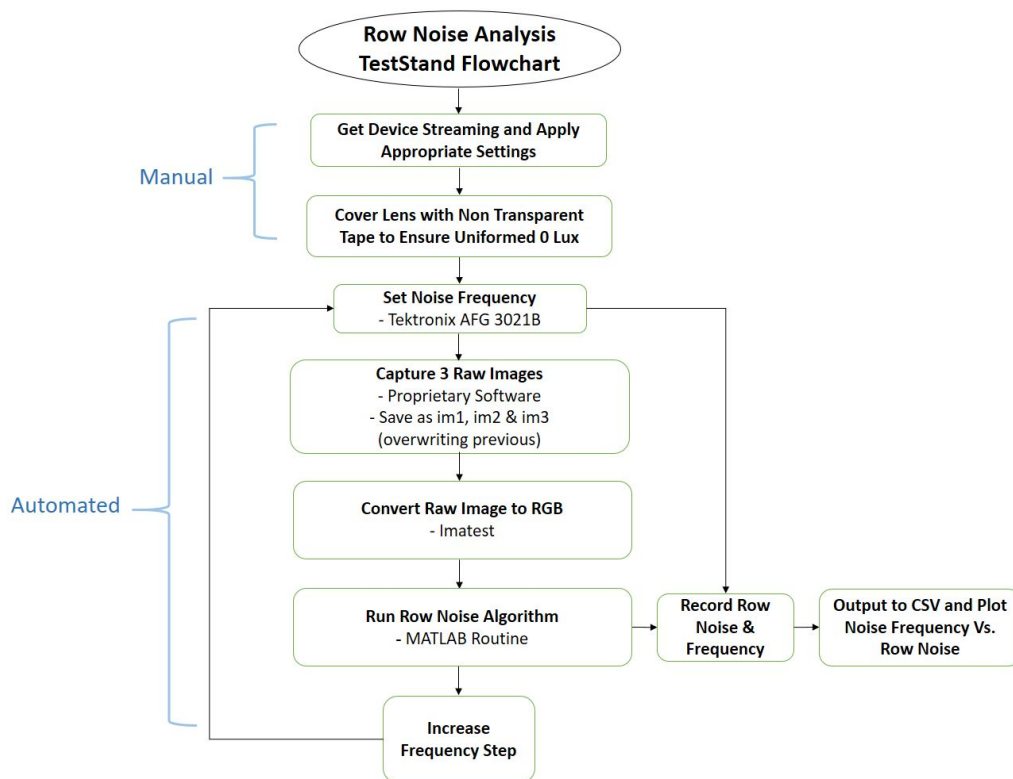 Row Noise Analysis
TestStand Flowchart
Manual
Get Device Streaming and Apply
Appropriate Settings
Cover Lens with Non Transparent
Tape to Ensure Uniformed 0 Lux
Automated
Set Noise Frequency
- Tektronix AFG 3021B
Capture 3 Raw Images
- Proprietary Software
- Save as im1, im2 & im3
(overwriting previous)
Convert Raw Image to RGB
- Imatest
Run Row Noise Algorithm
- MATLAB Routine
Record Row
Noise &
Frequency
Output to CSV and Plot
Noise Frequency Vs.
Row Noise
Increase
Frequency Step